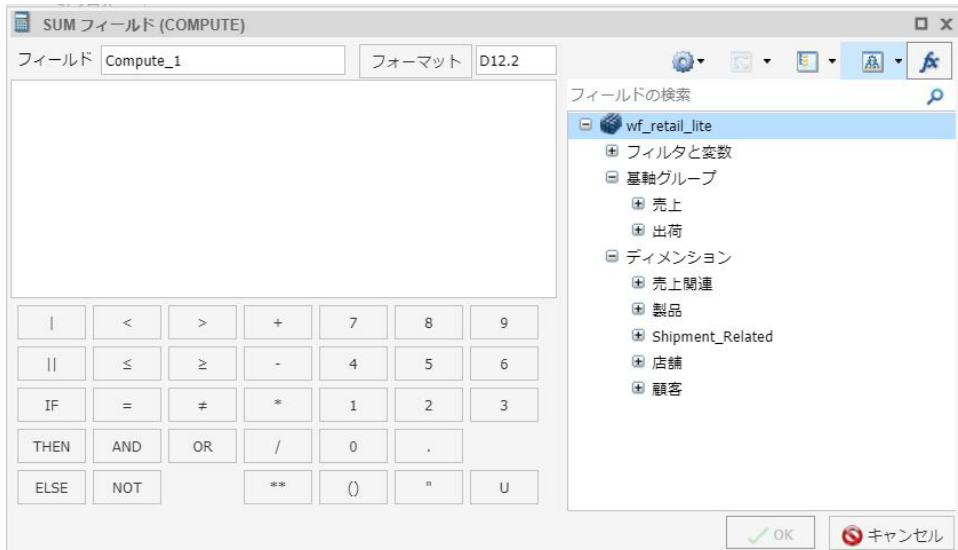 SUM フィールド (COMPUTE)
フィールド Compute_1 フォーマット D12.2
fx
フィールドの検索
wf_retail_lite
フィルタと変数
基軸グループ
売上
出荷
ディメンション
売上関連
製品
Shipment_Related
店舗
顧客
| < > + 7 8 9
|| ≤ ≥ - 4 5 6
IF = ≠ * 1 2 3
THEN AND OR / 0 .
ELSE NOT ** () " U
OK キャンセル